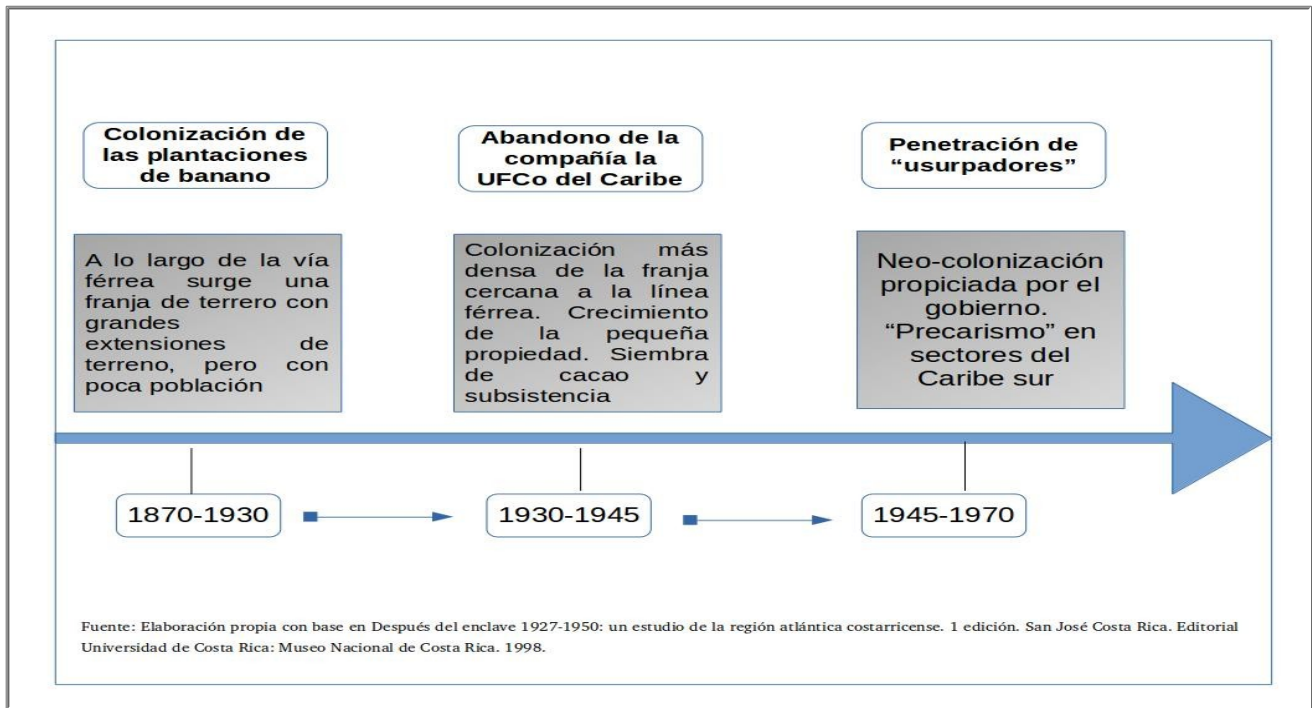 Colonización de
las plantaciones
de banano
Abandono de la
compañía la
UFCo del Caribe
Penetración de
“usurpadores”
A lo largo de la vía
férrea surge una
franja de terrero con
grandes
extensiones de
terreno, pero con
poca población
Colonización más
densa de la franja
cercana a la línea
férrea. Crecimiento
de la pequeña
propiedad. Siembra
de cacao y
subsistencia
Neo-colonización
propiciada por el
gobierno.
“Precarismo” en
sectores del
Caribe sur
1870-1930
1930-1945
1945-1970
Fuente: Elaboración propia con base en Después del enclave 1927-1950: un estudio de la región atlántica costarricense. 1 edición. San José Costa Rica. Editorial
Universidad de Costa Rica: Museo Nacional de Costa Rica. 1998.